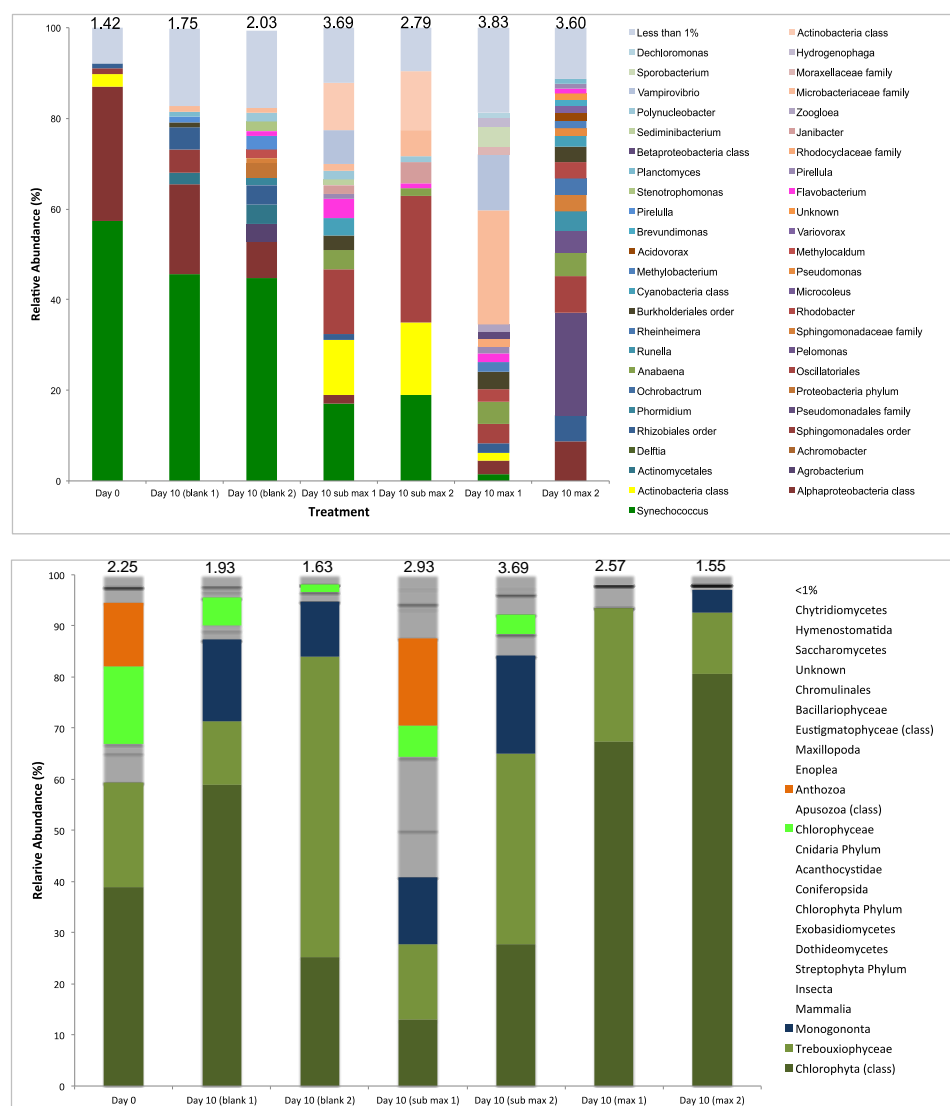 1.42 1.75 2.03 3.69 2.79 3.83 3.60
100
80
60
40
20
0
Relative Abundance (%)
Day 0 Day 10 (blank 1) Day 10 (blank 2) Day 10 sub max 1 Day 10 sub max 2 Day 10 max 1 Day 10 max 2
Treatment
Less than 1% Actinobacteria class
Dechloromonas Hydrogenophaga
Sporobacterium Moraxellaceae family
Vampirovibrio Microbacteriaceae family
Polynucleobacter Zoogloea
Sediminibacterium Janibacter
Betaproteobacteria class Rhodocyclaceae family
Planctomyces Pirellula
Stenotrophomonas Flavobacterium
Pirelulla Unknown
Brevundimonas Variovorax
Acidovorax Methylocaldum
Methylobacterium Pseudomonas
Cyanobacteria class Microcoleus
Burkholderiales order Rhodobacter
Rheinheimera Sphingomonadaceae family
Runella Pelomonas
Anabaena Oscillatoriales
Ochrobactrum Proteobacteria phylum
Phormidium Pseudomonadales family
Rhizobiales order Sphingomonadales order
Delftia Achromobacter
Actinomycetales Agrobacterium
Actinobacteria class Alphaproteobacteria class
Synechococcus
2.25 1.93 1.63 2.93 3.69 2.57 1.55
100
90
80
70
60
50
40
30
20
10
0
Relarive Abundance (%)
Day 0 Day 10 (blank 1) Day 10 (blank 2) Day 10 (sub max 1) Day 10 (sub max 2) Day 10 (max 1) Day 10 (max 2)
<1%
Chytridiomycetes
Hymenostomatida
Saccharomycetes
Unknown
Chromulinales
Bacillariophyceae
Eustigmatophyceae (class)
Maxillopoda
Enoplea
Anthozoa
Apusozoa (class)
Chlorophyceae
Cnidaria Phylum
Acanthocystidae
Coniferopsida
Chlorophyta Phylum
Exobasidiomycetes
Dothideomycetes
Streptophyta Phylum
Insecta
Mammalia
Monogononta
Trebouxiophyceae
Chlorophyta (class)